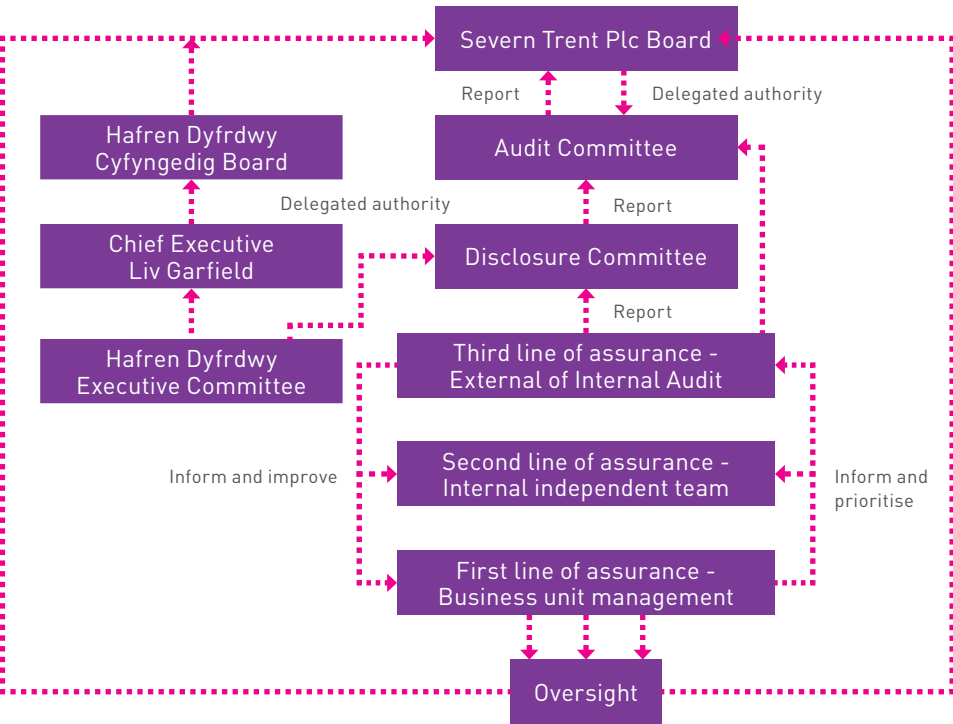 Severn Trent Plc Board
Report
Delegated authority
Hafren Dyfrdwy
Cyfyngedig Board
Audit Committee
Delegated authority
Report
Chief Executive
Liv Garfield
Disclosure Committee
Report
Hafren Dyfrdwy
Executive Committee
Third line of assurance -
External of Internal Audit
Inform and improve
Second line of assurance -
Internal independent team
Inform and
prioritise
First line of assurance -
Business unit management
Oversight